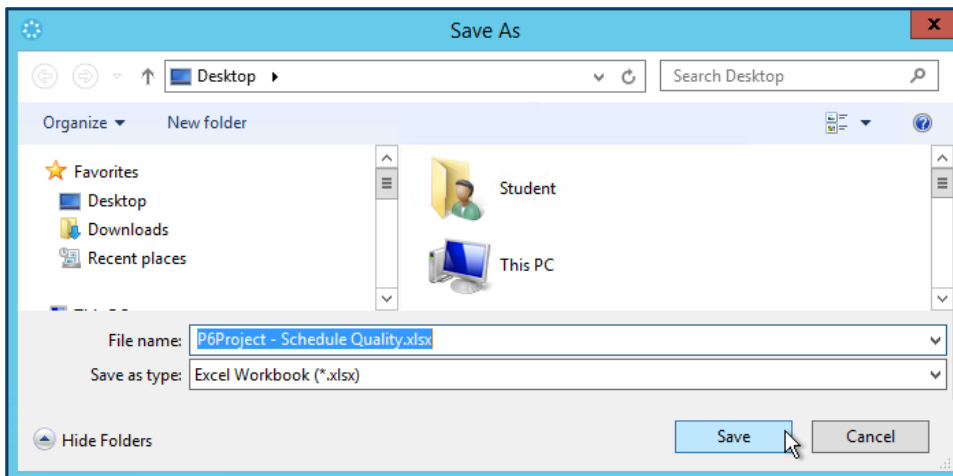 Save As
x
Desktop
Search Desktop
Organize
New folder
?
Favorites
Desktop
Downloads
Recent places
Student
This PC
File name: P6Project - Schedule Quality.xlsx
Save as type: Excel Workbook (*.xlsx)
Hide Folders
Save
Cancel